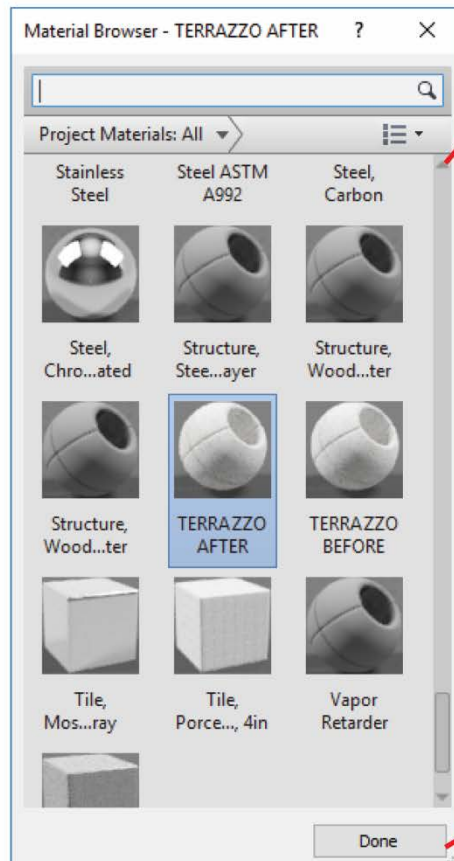 Material Browser - TERRAZZO AFTER ?
Project Materials: All
Stainless Steel ASTM Steel,
Steel A992 Carbon
Steel, Structure, Structure,
Chro...ated Stee...ayer Wood...ter
Structure, TERRAZZO TERRAZZO
Wood...ter AFTER BEFORE
Tile, Tile, Vapor
Mos...ray Porce..., 4in Retarder
Done